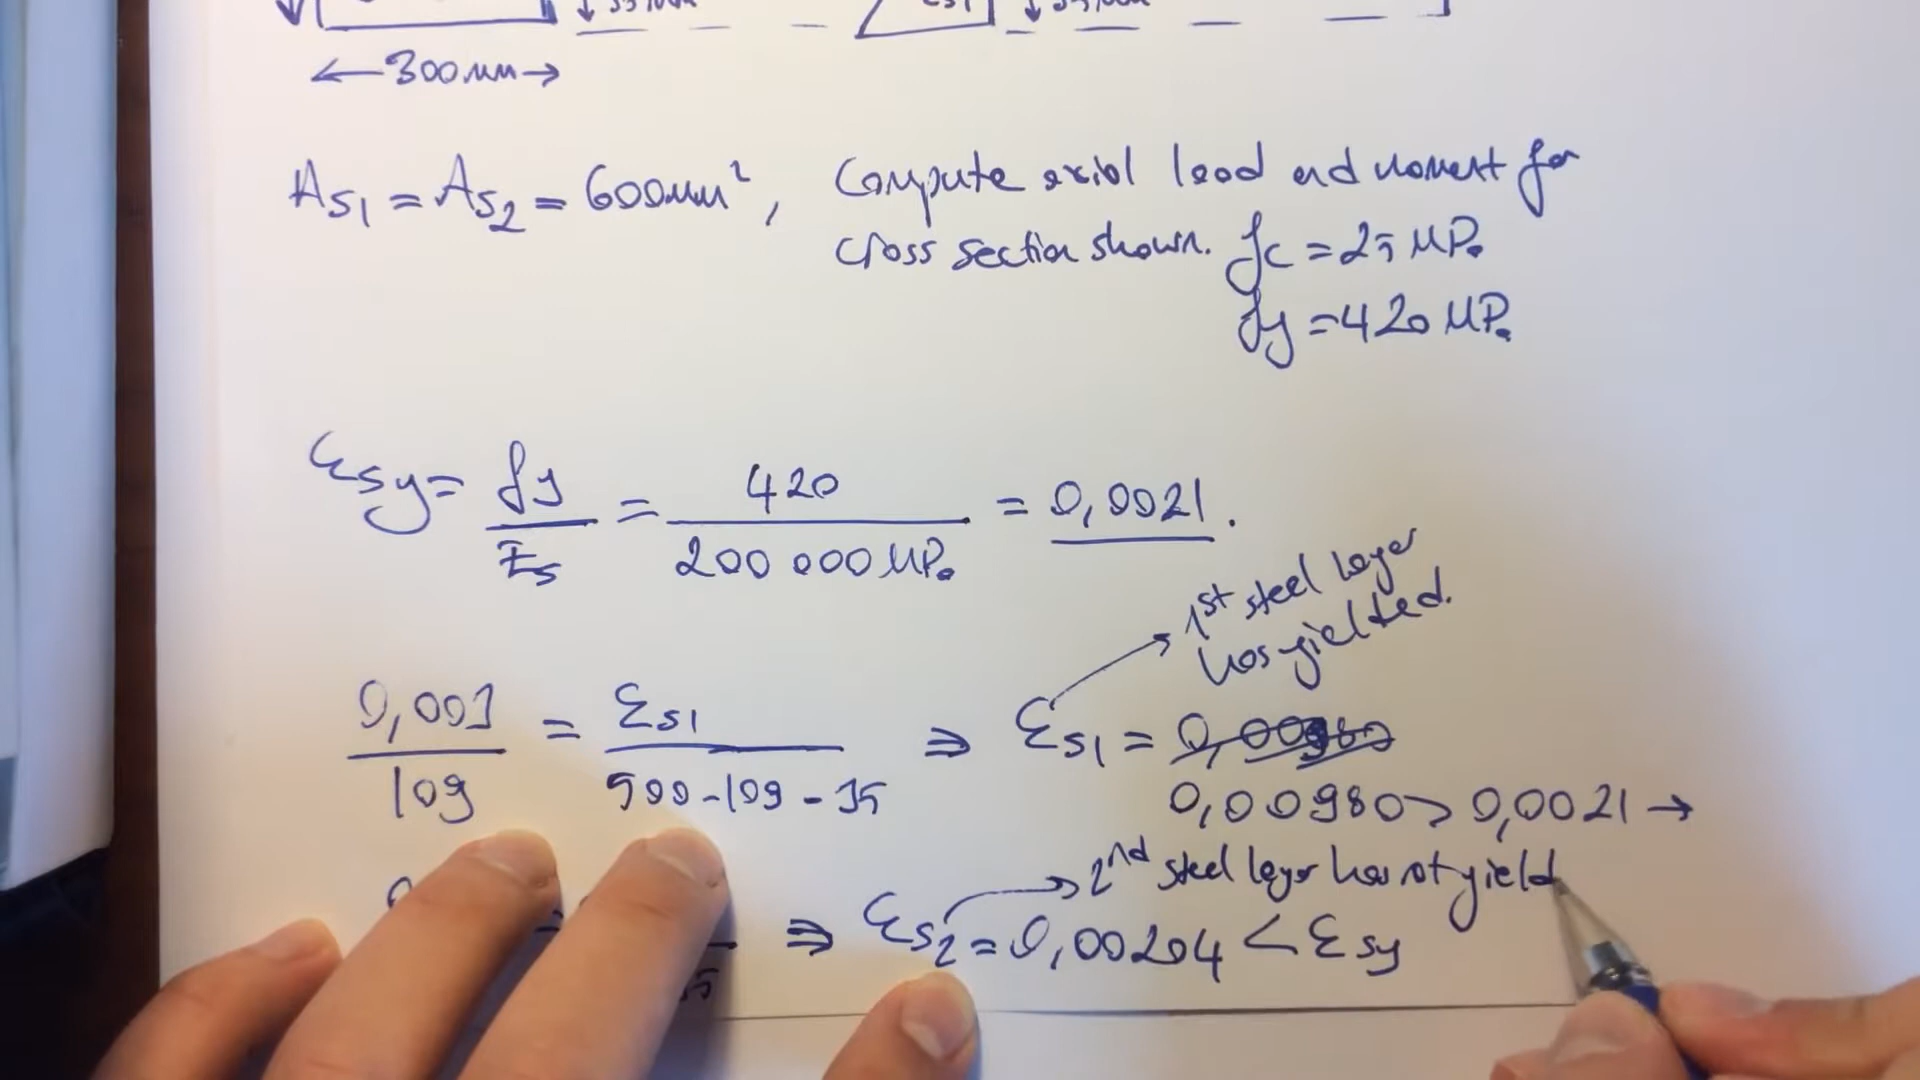 300mm
As1 = As2 = 600mm², Compute axial load and moment for
cross section shown. fc = 25 MPa
fy = 420 MPa
εsy = fy / Es = 420 / 200 000 MPa = 0,0021.
1st steel layer
has yielted.
0,003 / 109 = εs1 / 500-109-35 ⇒ εs1 =
0,00980 > 0,0021 →
2nd steel layer has not yield
⇒ εs2 = 0,00204 < εsy